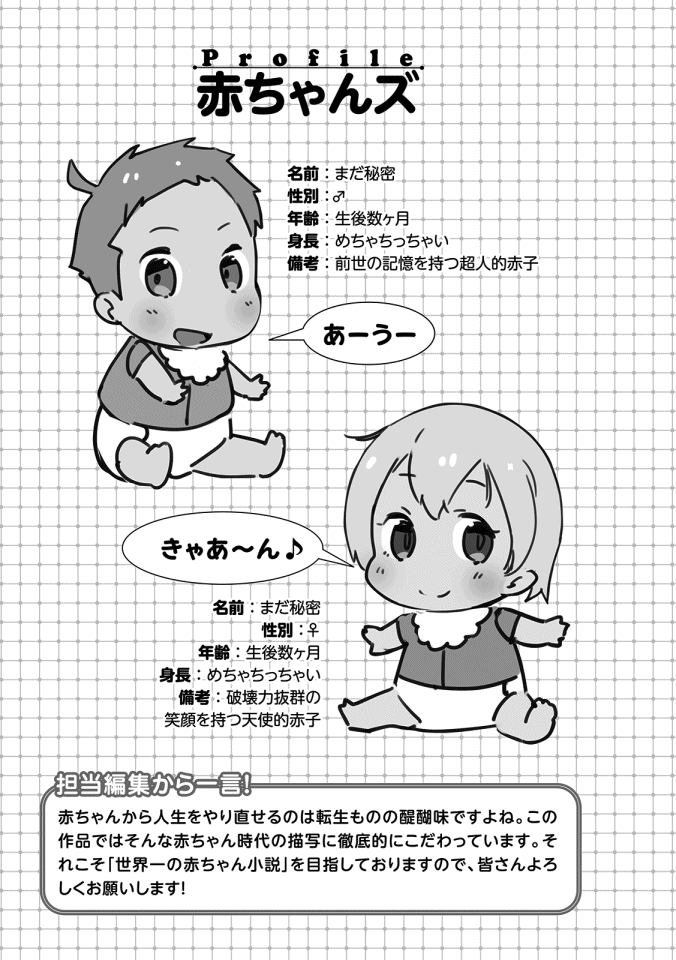 Profile
赤ちゃんズ
名前：まだ秘密
性別：♂
年齢：生後数ヶ月
身長：めちゃちっちゃい
備考：前世の記憶を持つ超人的赤子
あーうー
きゃあ〜ん♪
名前：まだ秘密
性別：♀
年齢：生後数ヶ月
身長：めちゃちっちゃい
備考：破壊力抜群の
笑顔を持つ天使的赤子
担当編集から一言！
赤ちゃんから人生をやり直せるのは転生ものの醍醐味ですよね。この
作品ではそんな赤ちゃん時代の描写に徹底的にこだわっています。そ
れこそ「世界一の赤ちゃん小説」を目指しておりますので、皆さんよろ
しくお願いします！